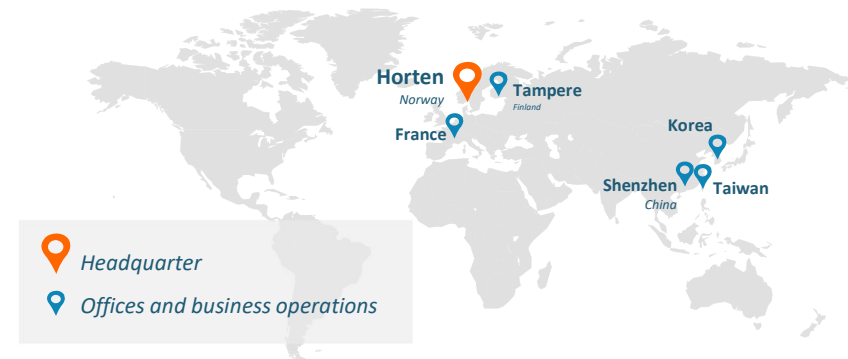 Horten
Norway
Tampere
Finland
France
Korea
Shenzhen
China
Taiwan
Headquarter
Offices and business operations